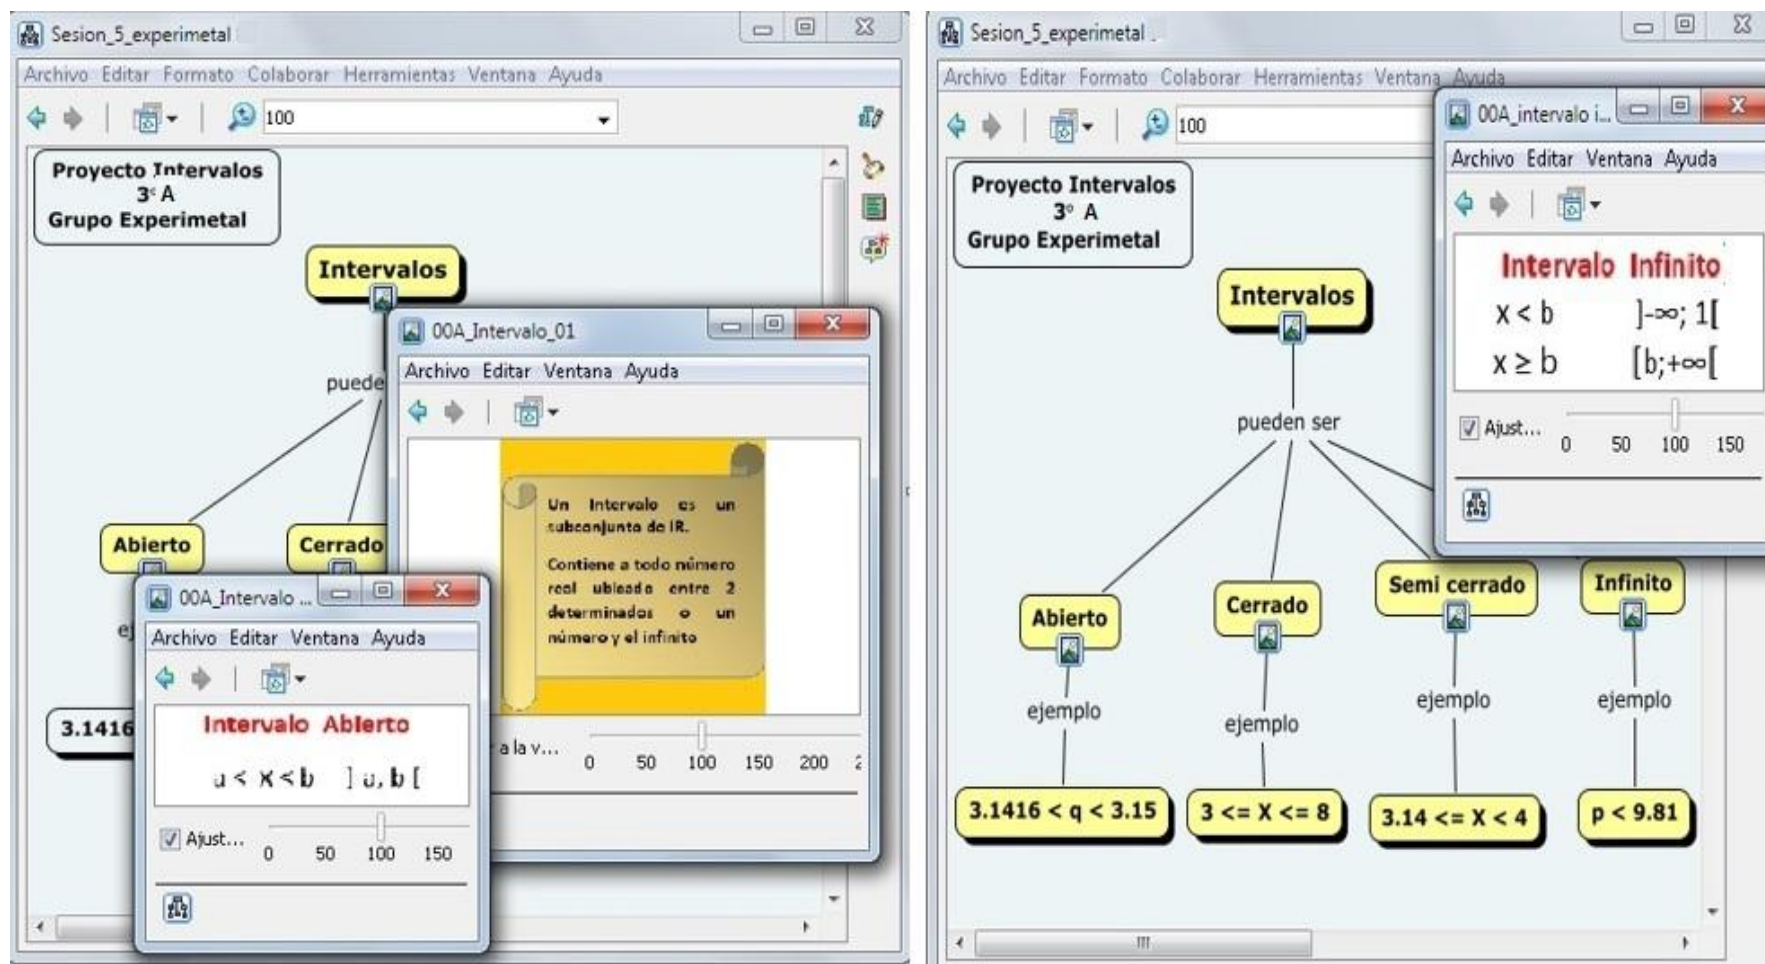 Sesion_5_experimetal
Archivo Editar Formato Colaborar Herramientas Ventana Ayuda
100
Proyecto Intervalos
3° A
Grupo Experimetal
Intervalos
puede
Abierto
Cerrado
3.1416
00A_Intervalo_01
Archivo Editar Ventana Ayuda
Un Intervalo es un
subconjunto de IR.
Contiene a todo número
real ubicado entre 2
determinados o un
número y el infinito
a la v...
0 50 100 150 200
00A_Intervalo ...
Archivo Editar Ventana Ayuda
Intervalo Abierto
a < x < b ] a, b [
Ajust...
0 50 100 150
Sesion_5_experimetal
Archivo Editar Formato Colaborar Herramientas Ventana Ayuda
100
Proyecto Intervalos
3° A
Grupo Experimetal
Intervalos
pueden ser
Abierto
Cerrado
Semi cerrado
Infinito
ejemplo
ejemplo
ejemplo
ejemplo
3.1416 < q < 3.15
3 <= X <= 8
3.14 <= X < 4
p < 9.81
00A_intervalo i...
Archivo Editar Ventana Ayuda
Intervalo Infinito
x < b ]-∞; 1[
x ≥ b [b;+∞[
Ajust...
0 50 100 150